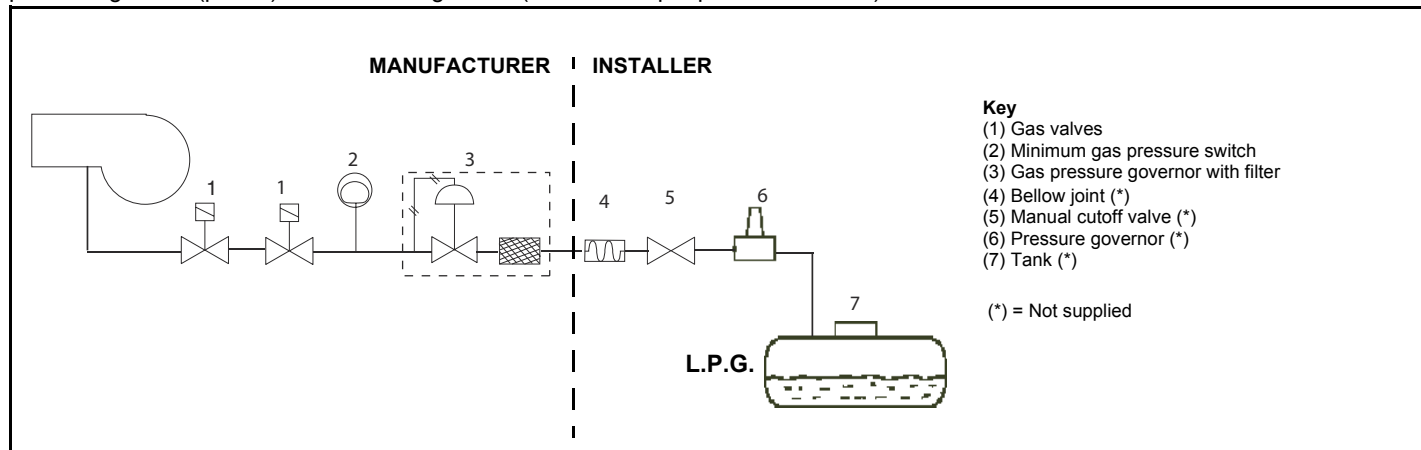 MANUFACTURER INSTALLER
Key
(1) Gas valves
(2) Minimum gas pressure switch
(3) Gas pressure governor with filter
(4) Bellow joint (*)
(5) Manual cutoff valve (*)
(6) Pressure governor (*)
(7) Tank (*)
(*) = Not supplied
1
1
2
3
4
5
6
7
L.P.G.